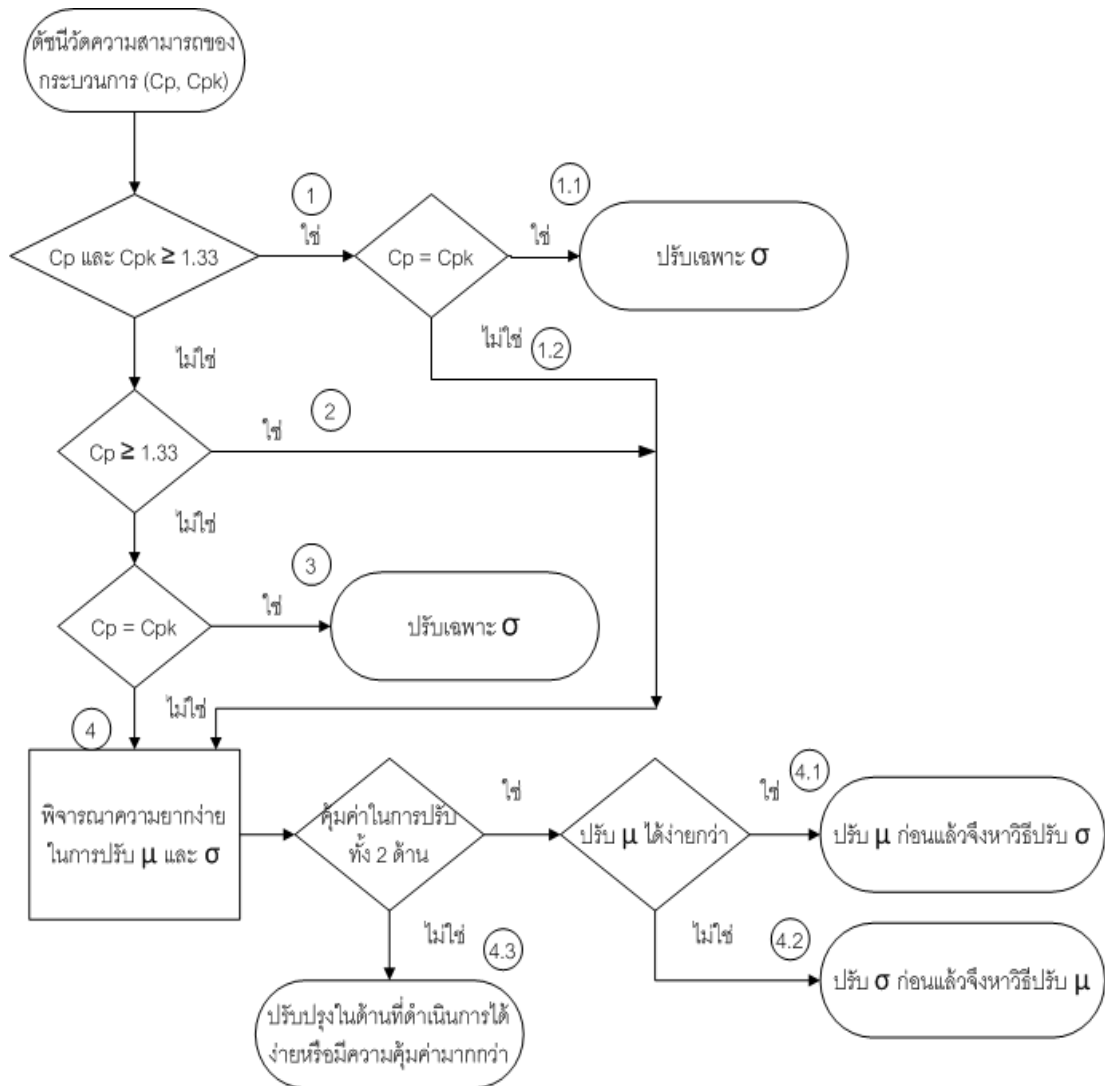 ดัชนีวัดความสามารถของ
กระบวนการ (Cp, Cpk)
1
ใช่
1.1
ใช่
Cp และ Cpk ≥ 1.33
Cp = Cpk
ปรับเฉพาะ σ
ไม่ใช่
ไม่ใช่
1.2
2
ใช่
Cp ≥ 1.33
ไม่ใช่
3
ใช่
Cp = Cpk
ปรับเฉพาะ σ
ไม่ใช่
4
พิจารณาความยากง่าย
ในการปรับ μ และ σ
คุ้มค่าในการปรับ
ทั้ง 2 ด้าน
ใช่
ปรับ μ ได้ง่ายกว่า
ใช่
4.1
ปรับ μ ก่อนแล้วจึงหาวิธีปรับ σ
ไม่ใช่
4.2
ปรับ σ ก่อนแล้วจึงหาวิธีปรับ μ
ไม่ใช่
4.3
ปรับปรุงในด้านที่ดำเนินการได้
ง่ายหรือมีความคุ้มค่ามากกว่า